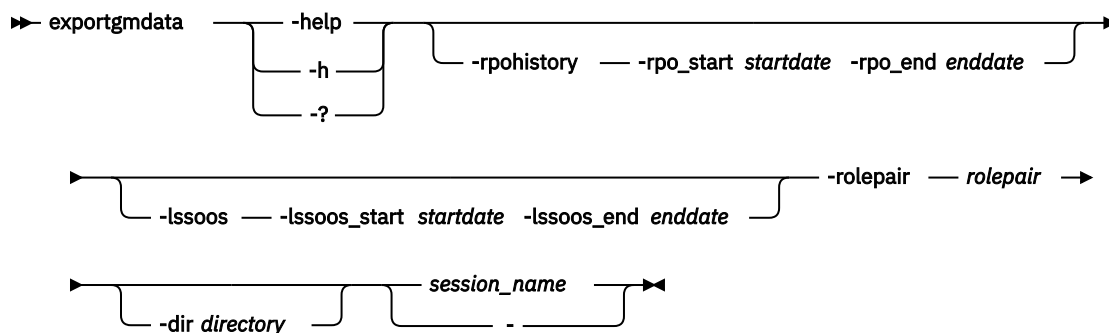 exportgmdata -help
-h
-?
-rpohistory -rpo_start startdate -rpo_end enddate
-rolepair rolepair
-lssoos -lssoos_start startdate -lssoos_end enddate
session_name
-dir directory -